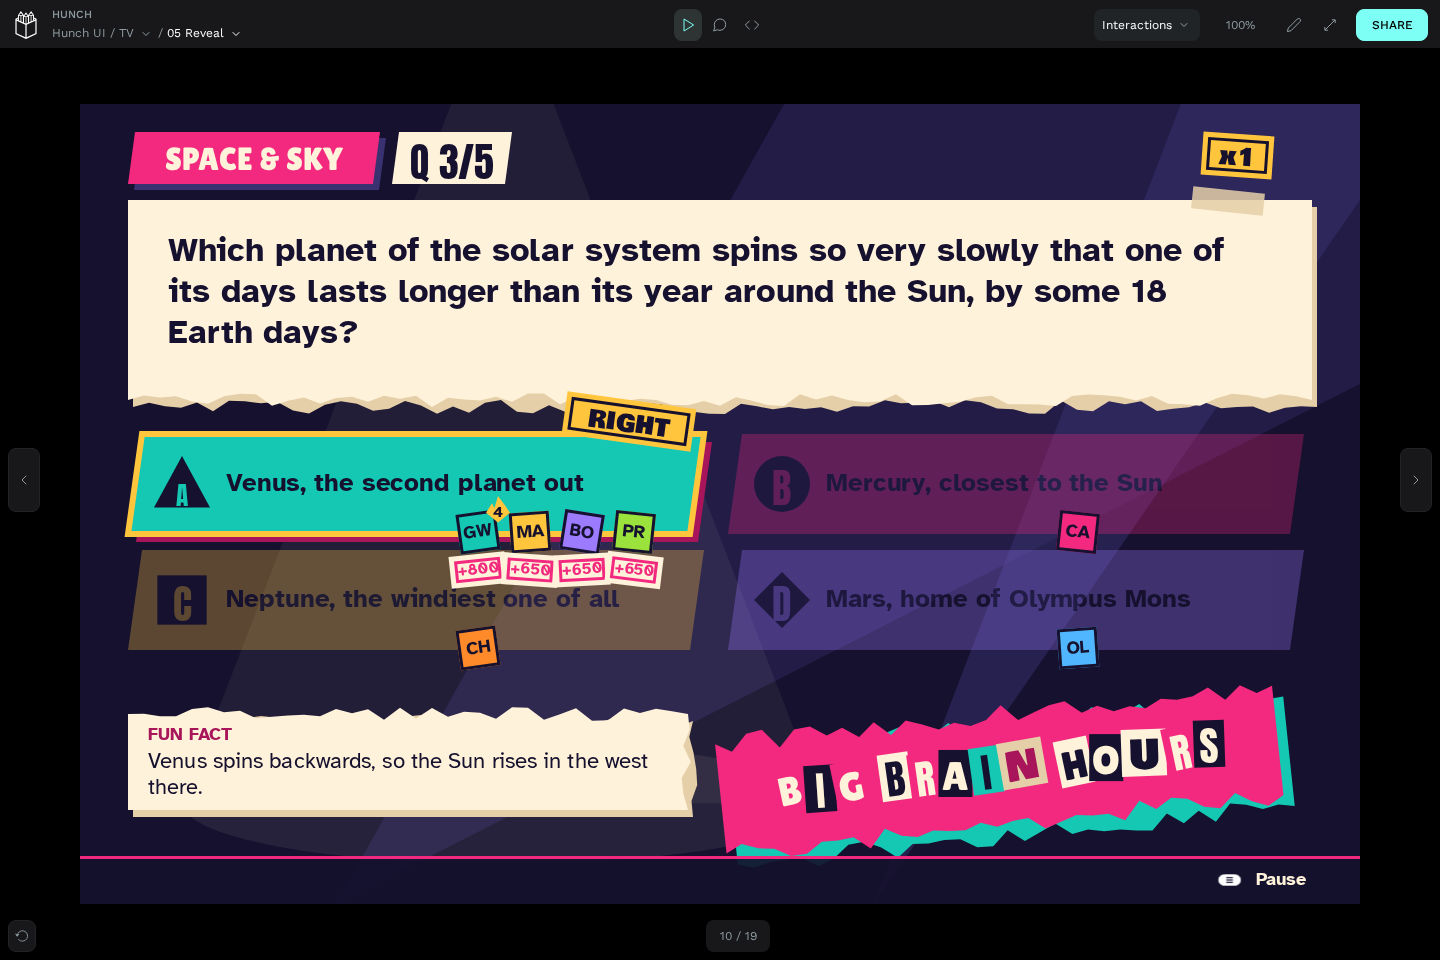 HUNCH
Hunch UI / TV / 05 Reveal
Interactions
100%
SHARE
SPACE & SKY
Q 3/5
x1
Which planet of the solar system spins so very slowly that one of
its days lasts longer than its year around the Sun, by some 18
Earth days?
RIGHT
A Venus, the second planet out
B Mercury, closest to the Sun
4
GW MA BO PR
CA
+800 +650 +650 +650
C Neptune, the windiest one of all
D Mars, home of Olympus Mons
CH
OL
FUN FACT
Venus spins backwards, so the Sun rises in the west
there.
BIG BRAIN HOURS
Pause
10 / 19